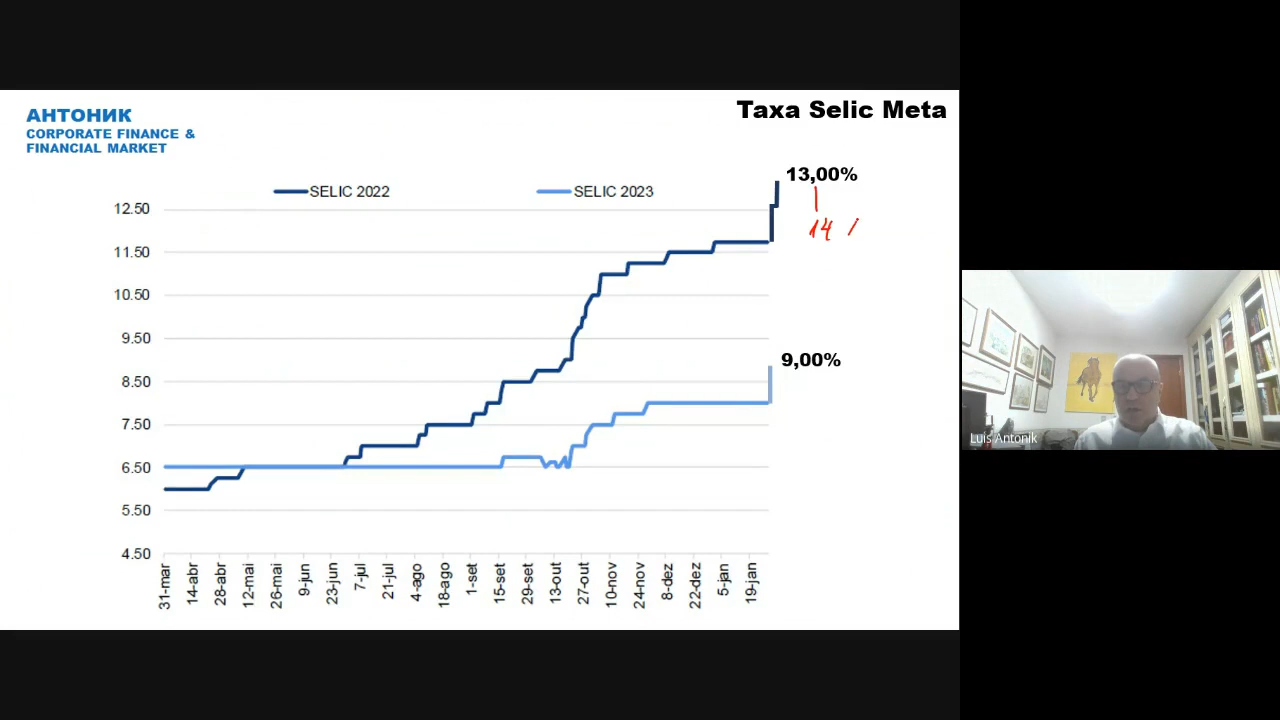 АНТОНИК
CORPORATE FINANCE &
FINANCIAL MARKET
Taxa Selic Meta
SELIC 2022
SELIC 2023
13,00%
14 /
9,00%
12.50
11.50
10.50
9.50
8.50
7.50
6.50
5.50
4.50
31-mar
14-abr
28-abr
12-mai
26-mai
9-jun
23-jun
7-jul
21-jul
4-ago
18-ago
1-set
15-set
29-set
13-out
27-out
10-nov
24-nov
8-dez
22-dez
5-jan
19-jan
Luis Antonik